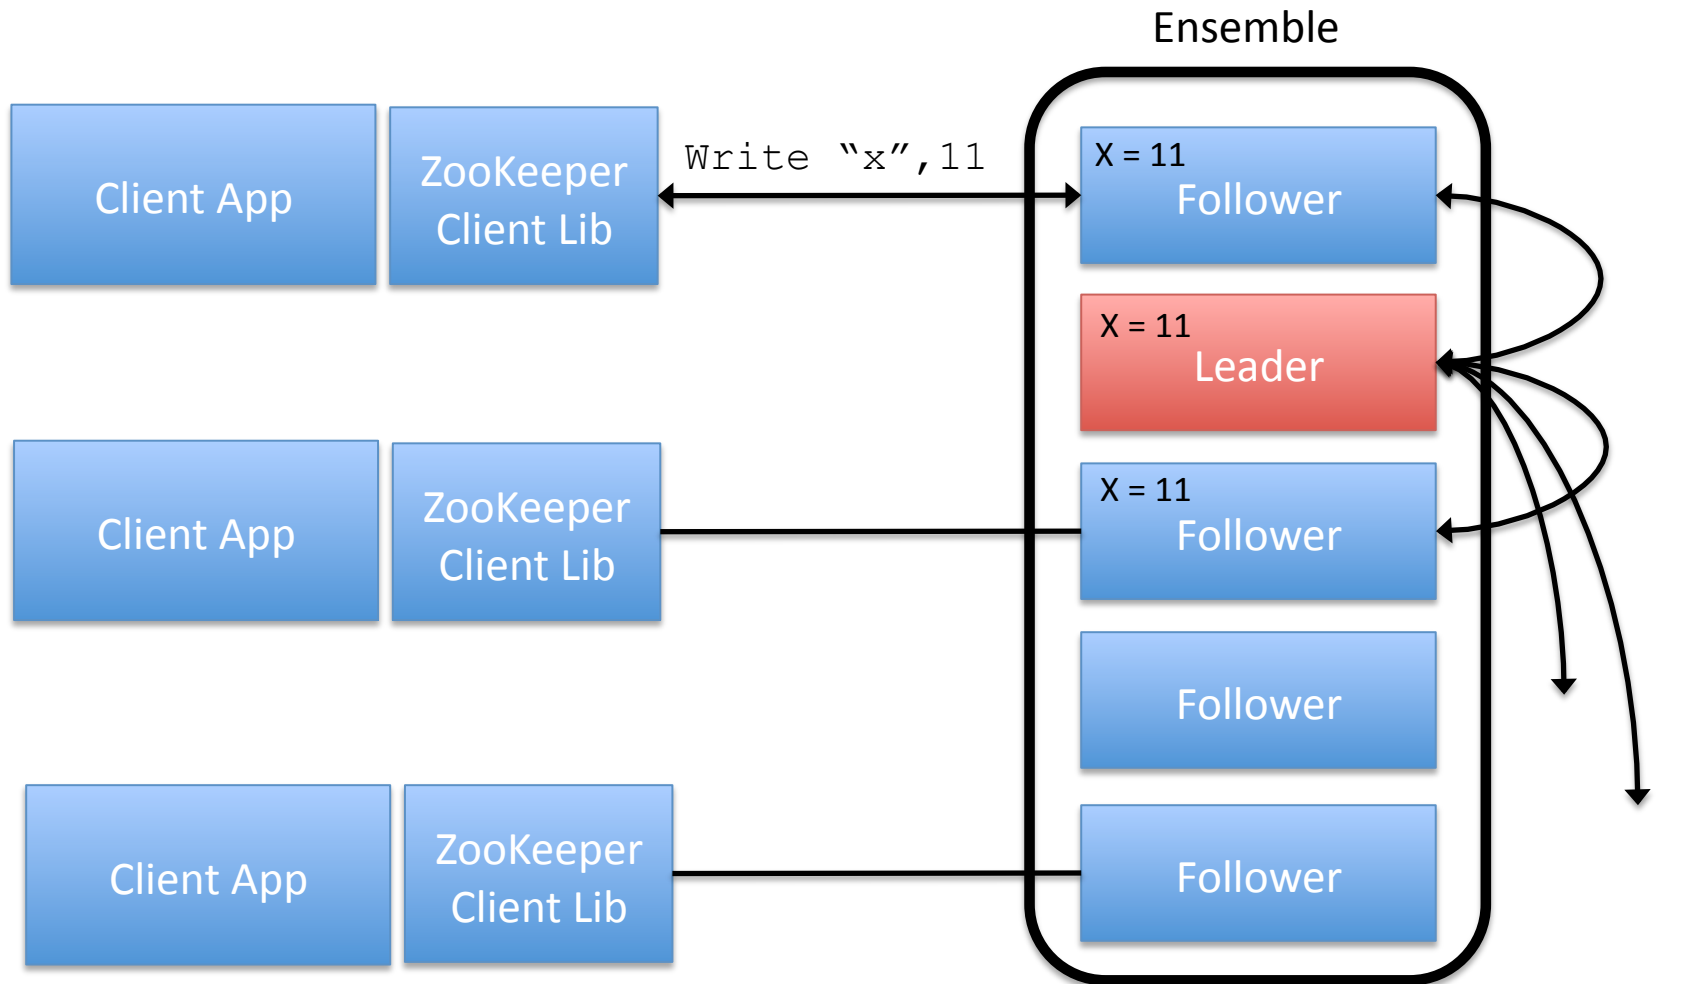 Ensemble
Client App
ZooKeeper
Client Lib
Write “x”,11
X = 11
Follower
X = 11
Leader
Client App
ZooKeeper
Client Lib
X = 11
Follower
Follower
Client App
ZooKeeper
Client Lib
Follower